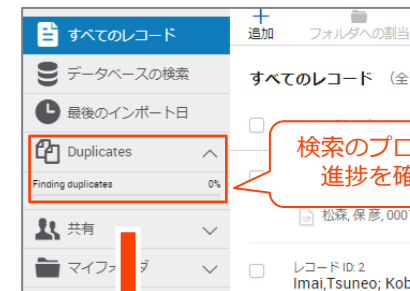 すべてのレコード
データベースの検索
最後のインポート日
Duplicates
Finding duplicates 0%
共有
マイフォ
追加
フォルダへの割当
すべてのレコード (全
検索のプロ
進捗を確
松森, 保彦, 000
レコード ID: 2
Imai,Tsuneo; Kob